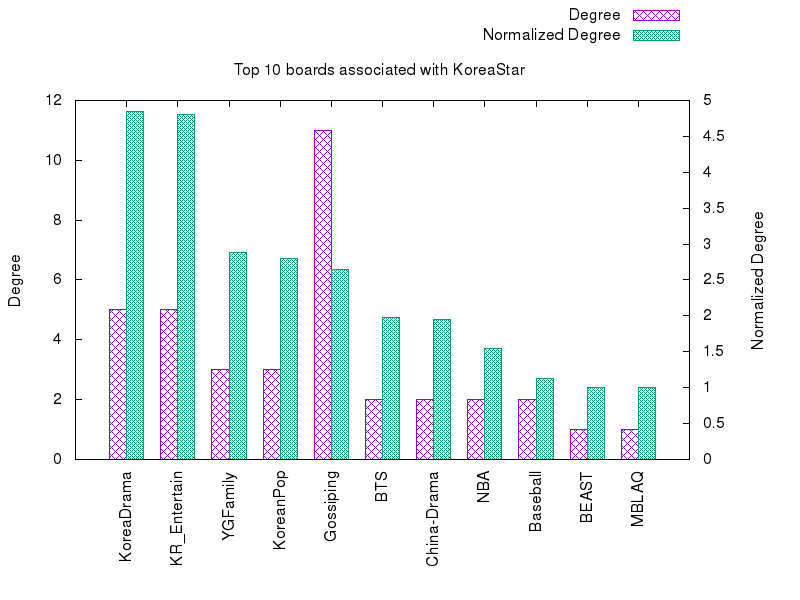 Degree
Normalized Degree
Top 10 boards associated with KoreaStar
12
10
8
6
4
2
0
5
4.5
4
3.5
3
2.5
2
1.5
1
0.5
0
Degree
Normalized Degree
KoreaDrama
KR_Entertain
YGFamily
KoreanPop
Gossiping
BTS
China-Drama
NBA
Baseball
BEAST
MBLAQ